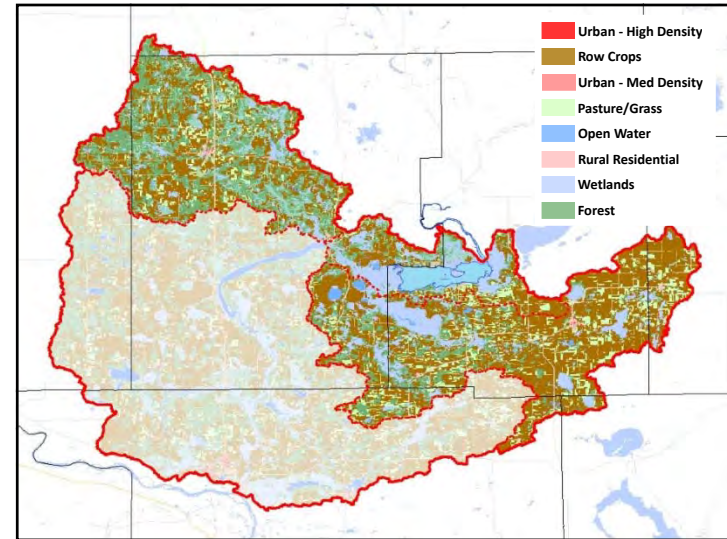 Urban - High Density
Row Crops
Urban - Med Density
Pasture/Grass
Open Water
Rural Residential
Wetlands
Forest